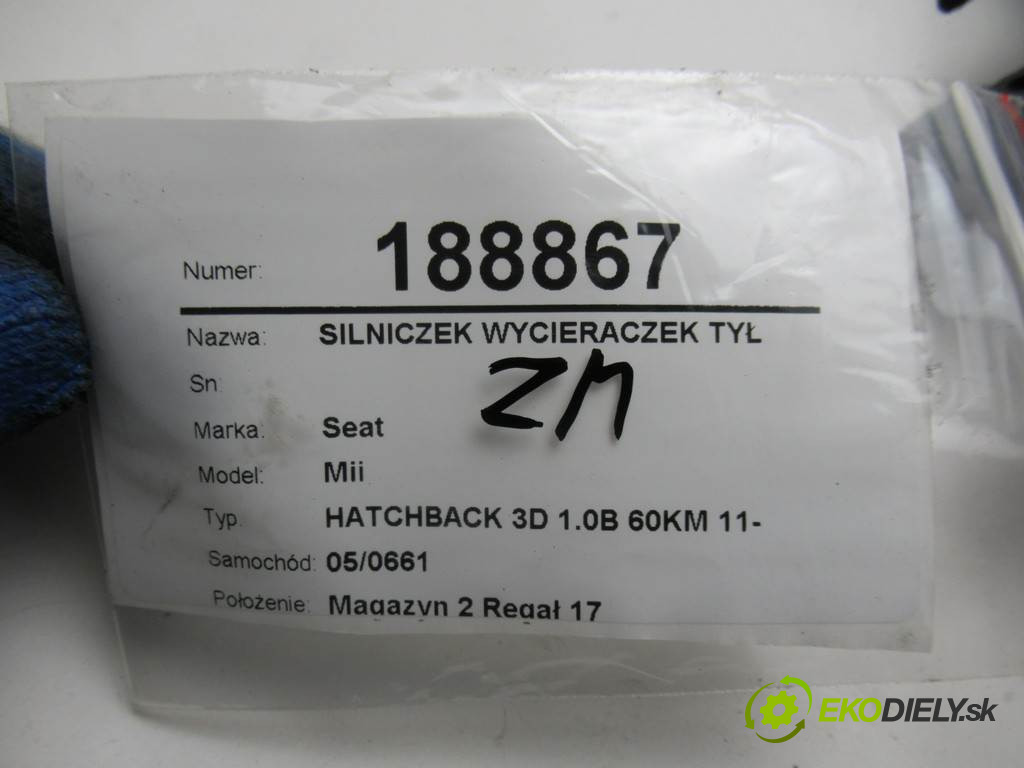 Numer: 188867
Nazwa: SILNICZEK WYCIERACZEK TYŁ
Sn:
ZM
Marka: Seat
Model: Mii
Typ: HATCHBACK 3D 1.0B 60KM 11-
Samochód: 05/0661
Położenie: Magazyn 2 Regał 17
EKODIELY.sk